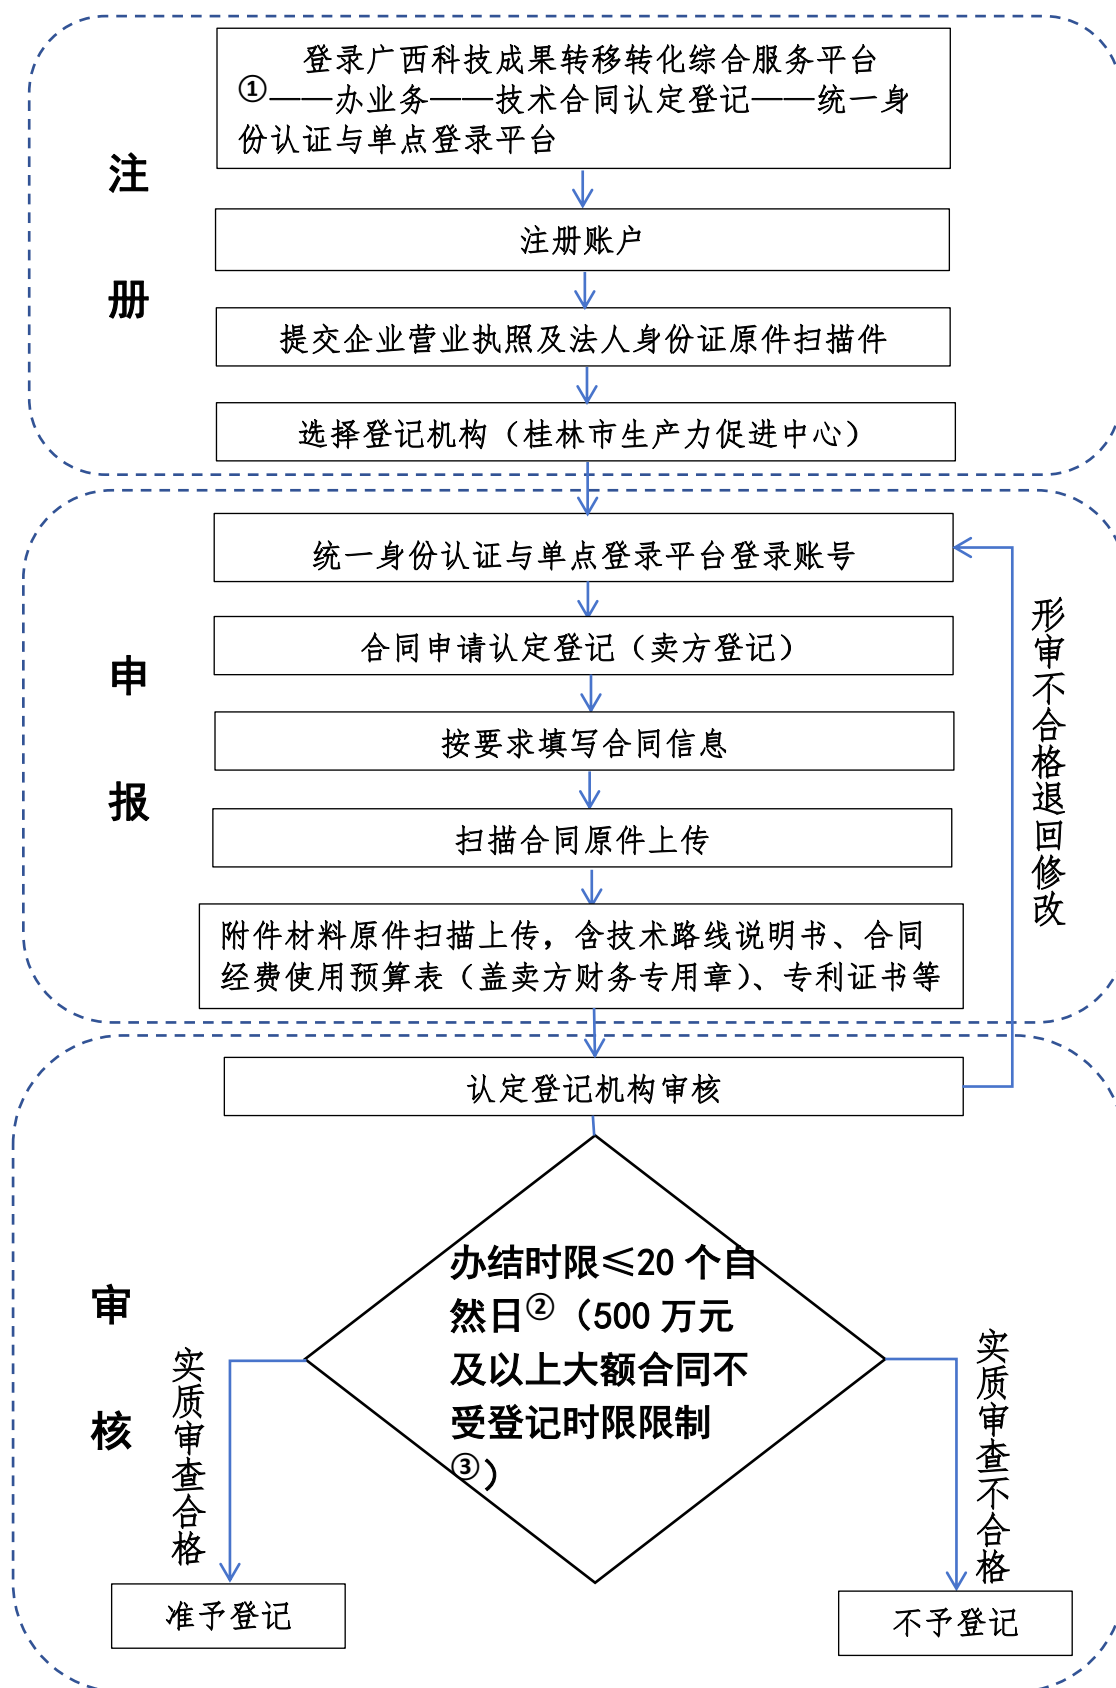 登录广西科技成果转移转化综合服务平台
①——办业务——技术合同认定登记——统一身
份认证与单点登录平台
注
册
注册账户
提交企业营业执照及法人身份证原件扫描件
选择登记机构（桂林市生产力促进中心）
统一身份认证与单点登录平台登录账号
合同申请认定登记（卖方登记）
申
报
按要求填写合同信息
扫描合同原件上传
附件材料原件扫描上传，含技术路线说明书、合同
经费使用预算表（盖卖方财务专用章）、专利证书等
形审不合格退回修改
认定登记机构审核
审
核
办结时限≤20 个自
然日②（500 万元
及以上大额合同不
受登记时限限制
③）
实质审查合格
实质审查不合格
准予登记
不予登记